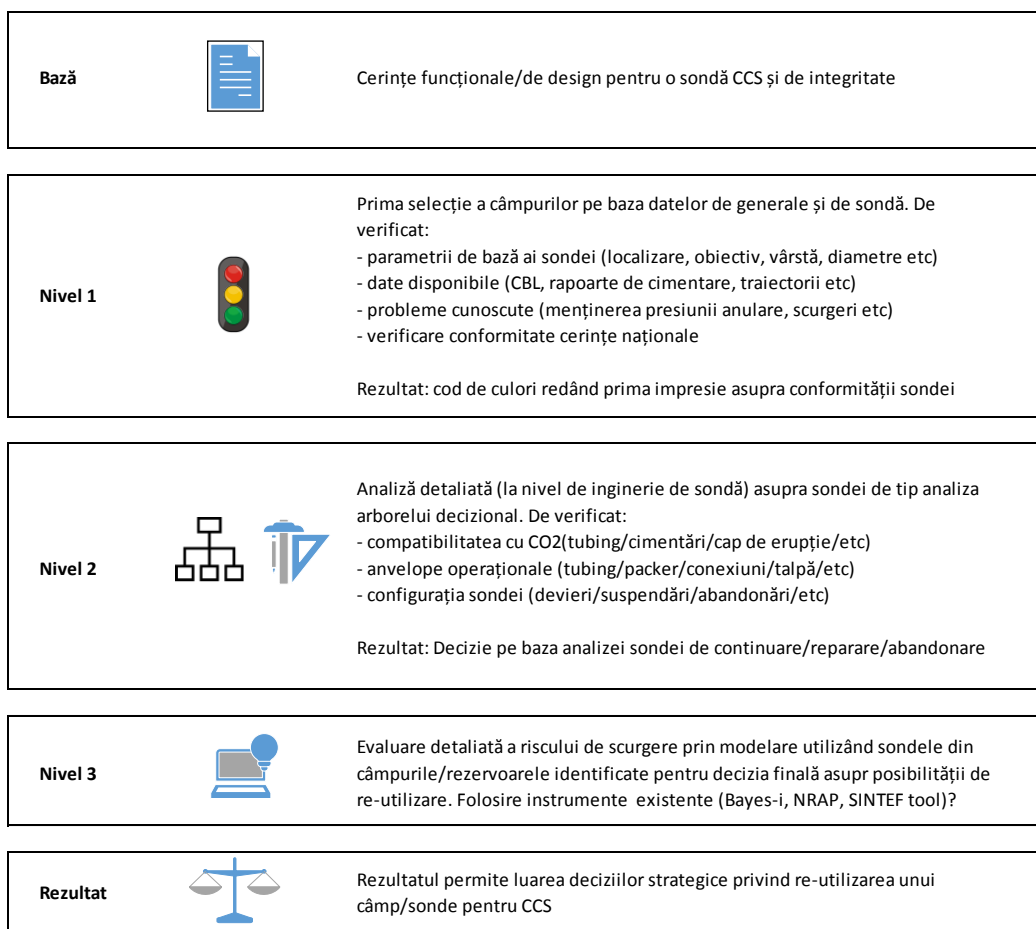 Bază
Cerințe funcționale/de design pentru o sondă CCS și de integritate
Nivel 1
Prima selecție a câmpurilor pe baza datelor de generale și de sondă. De
verificat:
- parametrii de bază ai sondei (localizare, obiectiv, vârstă, diametre etc)
- date disponibile (CBL, rapoarte de cimentare, traiectorii etc)
- probleme cunoscute (menținerea presiunii anulare, scurgeri etc)
- verificare conformitate cerințe naționale
Rezultat: cod de culori redând prima impresie asupra conformității sondei
Nivel 2
Analiză detaliată (la nivel de inginerie de sondă) asupra sondei de tip analiza
arborelui decizional. De verificat:
- compatibilitatea cu CO2(tubing/cimentări/cap de erupție/etc)
- anvelope operaționale (tubing/packer/conexiuni/talpă/etc)
- configurația sondei (devieri/suspendări/abandonări/etc)
Rezultat: Decizie pe baza analizei sondei de continuare/reparare/abandonare
Nivel 3
Evaluare detaliată a riscului de scurgere prin modelare utilizând sondele din
câmpurile/rezervoarele identificate pentru decizia finală asupr posibilității de
re-utilizare. Folosire instrumente existente (Bayes-i, NRAP, SINTEF tool)?
Rezultat
Rezultatul permite luarea deciziilor strategice privind re-utilizarea unui
câmp/sonde pentru CCS